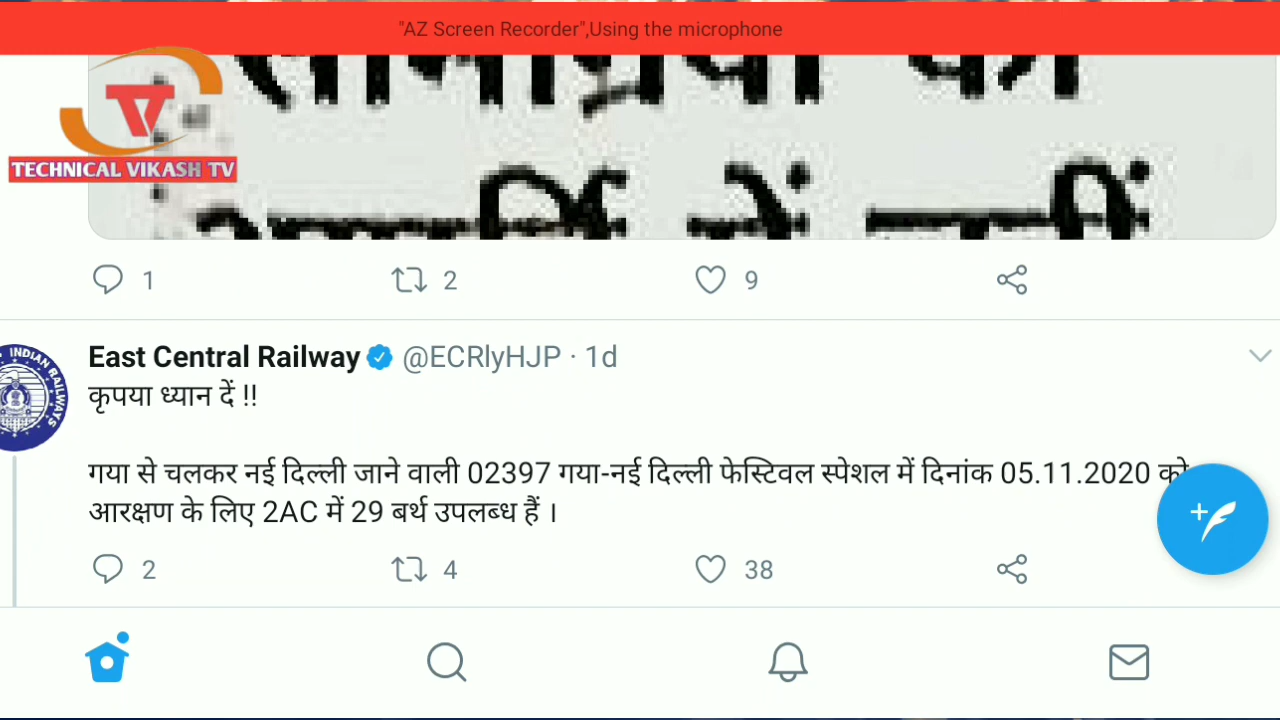 "AZ Screen Recorder",Using the microphone
TECHNICAL VIKASH TV
1
2
9
INDIAN RAILWAYS
East Central Railway @ECRlyHJP · 1d
कृपया ध्यान दें !!
गया से चलकर नई दिल्ली जाने वाली 02397 गया-नई दिल्ली फेस्टिवल स्पेशल में दिनांक 05.11.2020 को
आरक्षण के लिए 2AC में 29 बर्थ उपलब्ध हैं ।
2
4
38